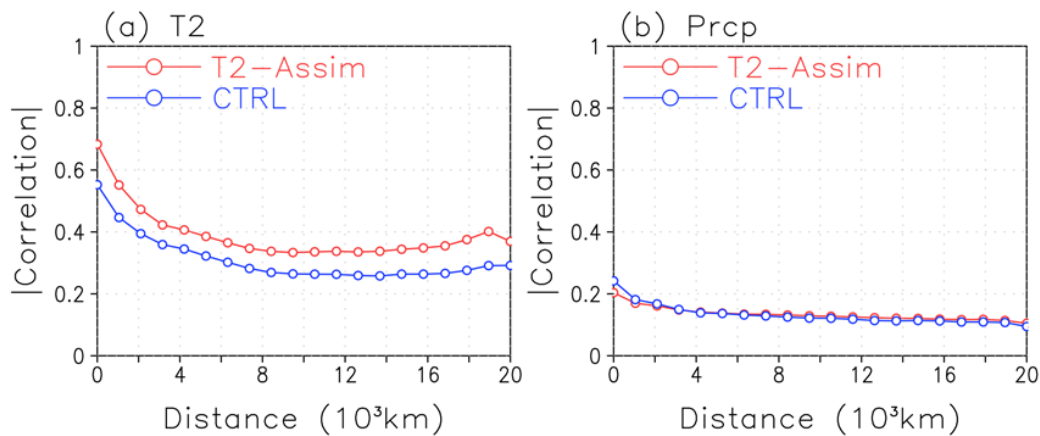 (a) T2
1
0.8
0.6
0.4
0.2
0
|Correlation|
T2-Assim
CTRL
0 4 8 12 16 20
Distance (10³km)
(b) Prcp
1
0.8
0.6
0.4
0.2
0
|Correlation|
T2-Assim
CTRL
0 4 8 12 16 20
Distance (10³km)